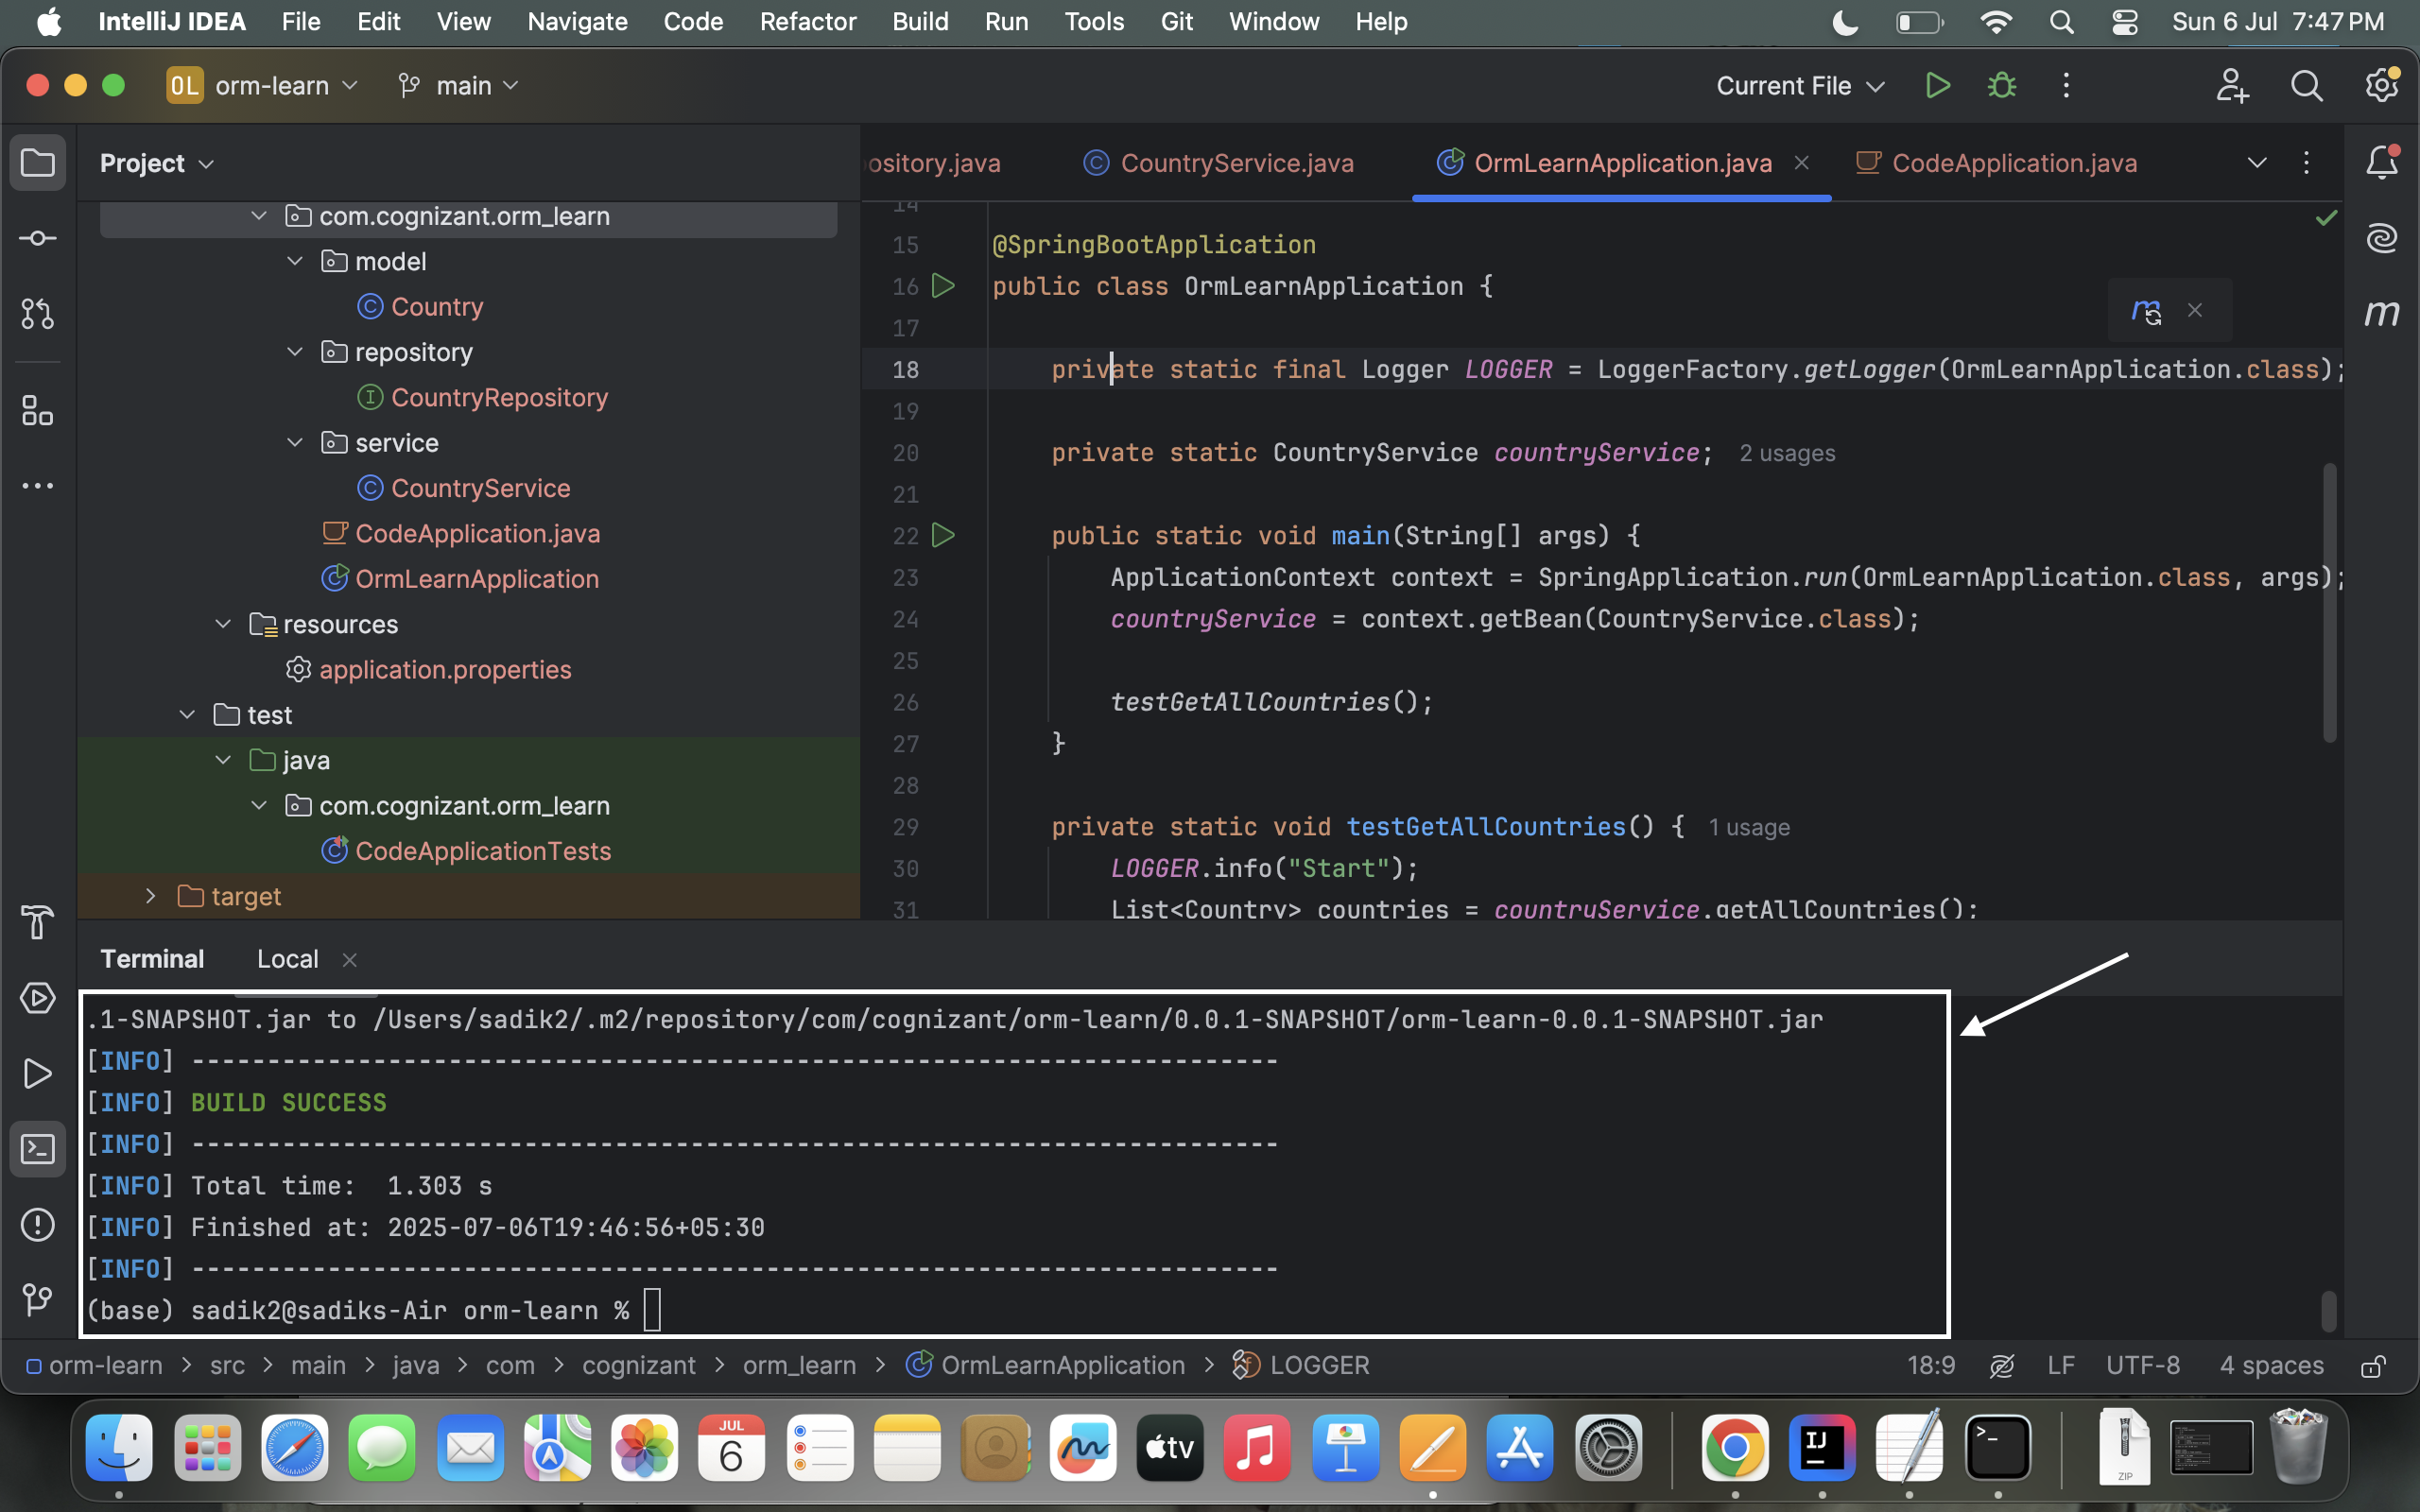 IntelliJ IDEA File Edit View Navigate Code Refactor Build Run Tools Git Window Help Sun 6 Jul 7:47 PM
OL orm-learn main Current File
Project
ository.java CountryService.java OrmLearnApplication.java CodeApplication.java
com.cognizant.orm_learn
model
Country
repository
CountryRepository
service
CountryService
CodeApplication.java
OrmLearnApplication
resources
application.properties
test
java
com.cognizant.orm_learn
CodeApplicationTests
target
14
15 @SpringBootApplication
16 public class OrmLearnApplication {
17
18 private static final Logger LOGGER = LoggerFactory.getLogger(OrmLearnApplication.class);
19
20 private static CountryService countryService; 2 usages
21
22 public static void main(String[] args) {
23 ApplicationContext context = SpringApplication.run(OrmLearnApplication.class, args);
24 countryService = context.getBean(CountryService.class);
25
26 testGetAllCountries();
27 }
28
29 private static void testGetAllCountries() { 1 usage
30 LOGGER.info("Start");
31 List<Country> countries = countryService.getAllCountries();
m
m
Terminal Local
.1-SNAPSHOT.jar to /Users/sadik2/.m2/repository/com/cognizant/orm-learn/0.0.1-SNAPSHOT/orm-learn-0.0.1-SNAPSHOT.jar
[INFO] ------------------------------------------------------------------------
[INFO] BUILD SUCCESS
[INFO] ------------------------------------------------------------------------
[INFO] Total time:  1.303 s
[INFO] Finished at: 2025-07-06T19:46:56+05:30
[INFO] ------------------------------------------------------------------------
(base) sadik2@sadiks-Air orm-learn %
orm-learn > src > main > java > com > cognizant > orm_learn > OrmLearnApplication > LOGGER 18:9 LF UTF-8 4 spaces
JUL
6
tv
IJ
>_
ZIP